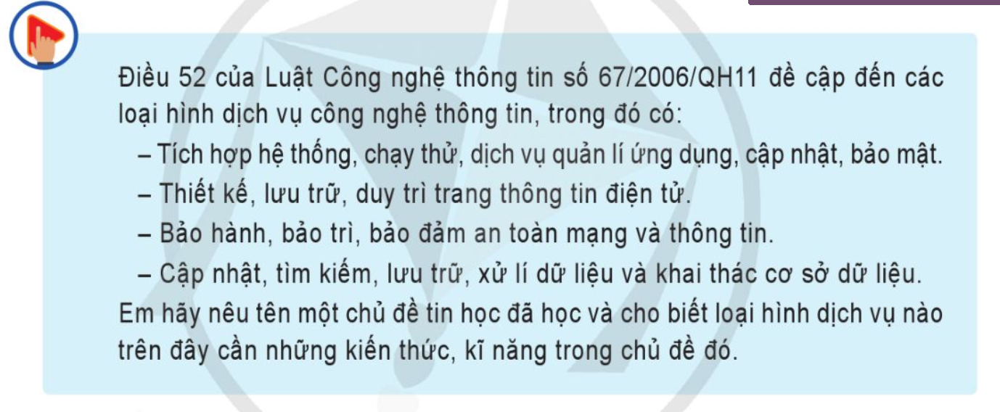 Điều 52 của Luật Công nghệ thông tin số 67/2006/QH11 đề cập đến các
loại hình dịch vụ công nghệ thông tin, trong đó có:
– Tích hợp hệ thống, chạy thử, dịch vụ quản lí ứng dụng, cập nhật, bảo mật.
– Thiết kế, lưu trữ, duy trì trang thông tin điện tử.
– Bảo hành, bảo trì, bảo đảm an toàn mạng và thông tin.
– Cập nhật, tìm kiếm, lưu trữ, xử lí dữ liệu và khai thác cơ sở dữ liệu.
Em hãy nêu tên một chủ đề tin học đã học và cho biết loại hình dịch vụ nào
trên đây cần những kiến thức, kĩ năng trong chủ đề đó.